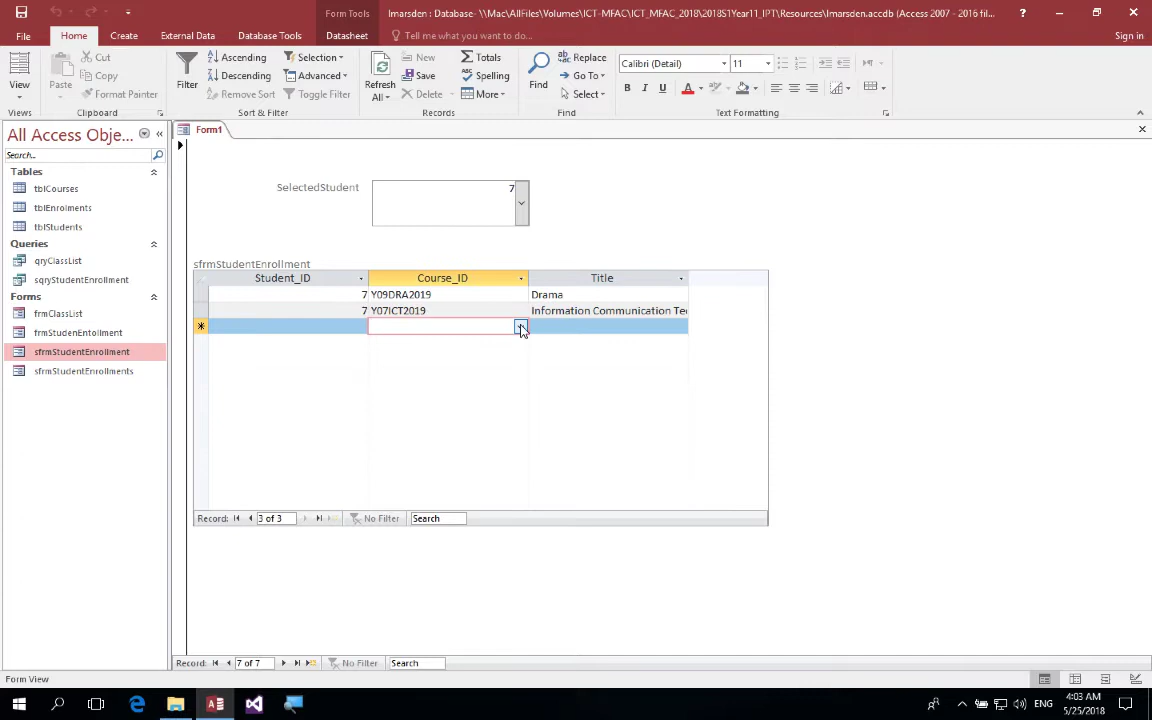 Form Tools
lmarsden : Database- \\Mac\AllFiles\Volumes\ICT-MFAC\ICT_MFAC_2018\2018S1Year11_IPT\Resources\lmarsden.accdb (Access 2007 - 2016 fil...
?
File Home Create External Data Database Tools Datasheet Tell me what you want to do... Sign in
View
Views
Paste
Cut
Copy
Format Painter
Clipboard
Filter
Ascending
Descending
Remove Sort
Selection
Advanced
Toggle Filter
Sort & Filter
Refresh All
New
Save
Delete
Totals
Spelling
More
Records
Find
Replace
Go To
Select
Find
Calibri (Detail) 11
B I U A
Text Formatting
All Access Obje...
Search...
Tables
tblCourses
tblEnrolments
tblStudents
Queries
qryClassList
sqryStudentEnrollment
Forms
frmClassList
frmStudenEntollment
sfrmStudentEnrollment
sfrmStudentEnrollments
Form1
SelectedStudent 7
sfrmStudentEnrollment
Student_ID Course_ID Title
7 Y09DRA2019 Drama
7 Y07ICT2019 Information Communication Tec
Record: 3 of 3 No Filter Search
Record: 7 of 7 No Filter Search
Form View
ENG
4:03 AM
5/25/2018